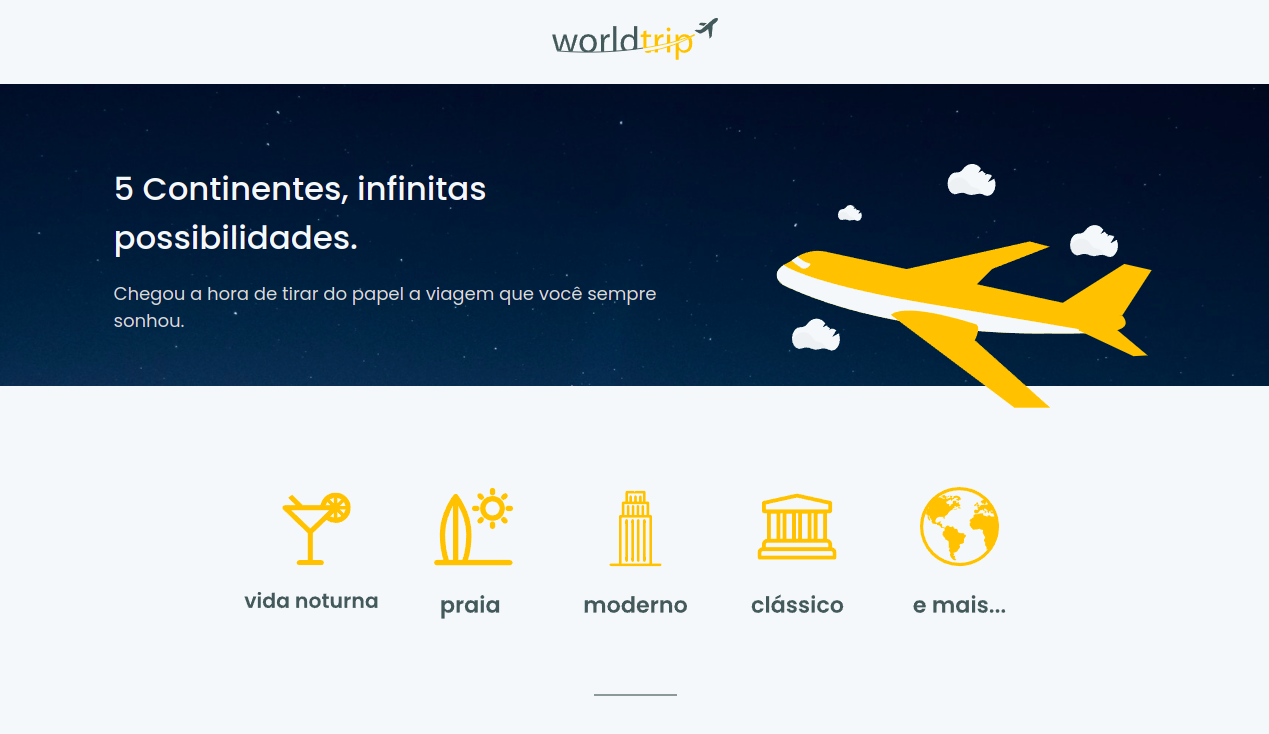 worldtrip
5 Continentes, infinitas
possibilidades.
Chegou a hora de tirar do papel a viagem que você sempre
sonhou.
vida noturna
praia
moderno
clássico
e mais...